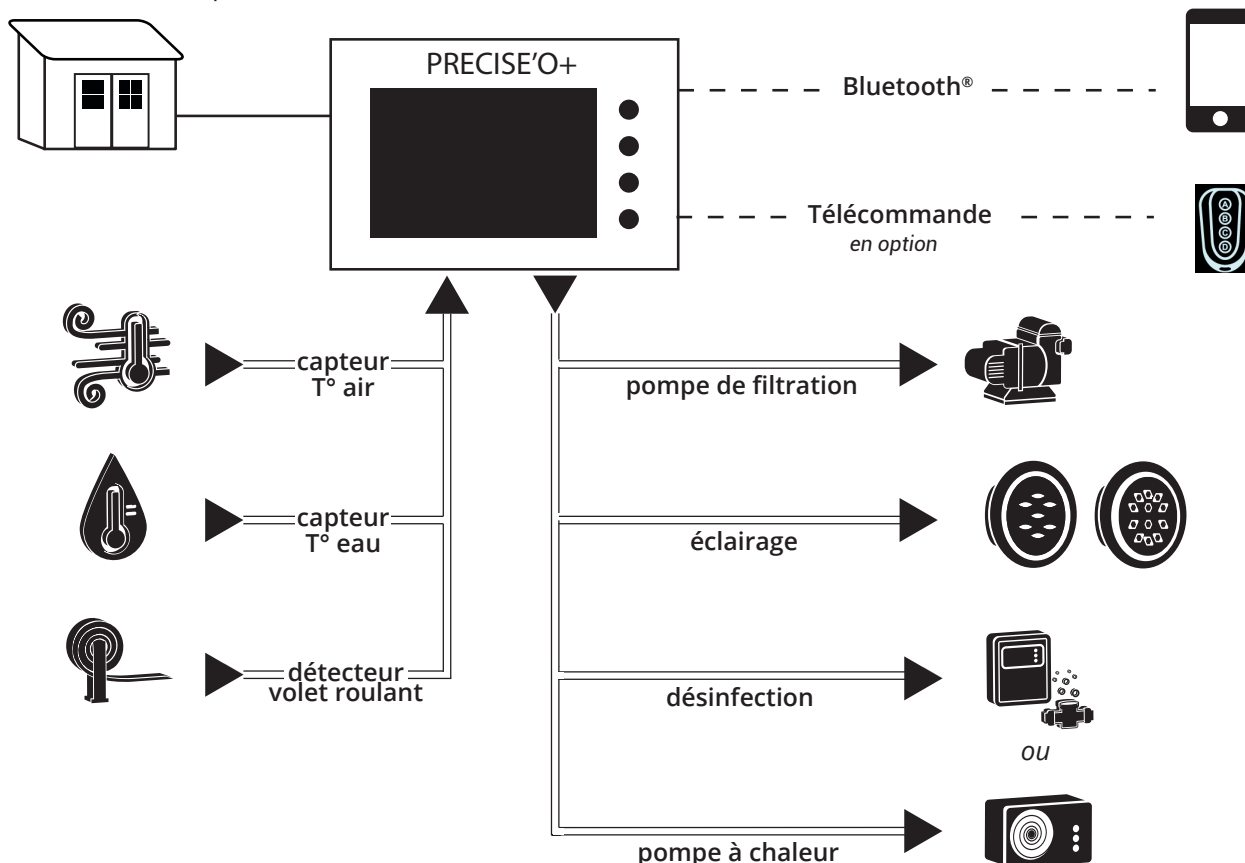 PRECISE'O+
Bluetooth®
Télécommande
en option
A
B
C
D
capteur
T° air
capteur
T° eau
détecteur
volet roulant
pompe de filtration
éclairage
désinfection
ou
pompe à chaleur